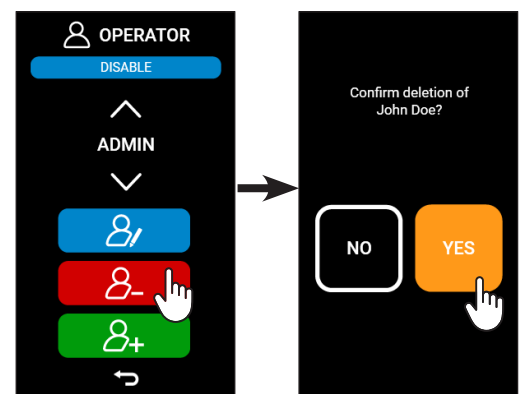 OPERATOR
DISABLE
ADMIN
Confirm deletion of
John Doe?
NO
YES